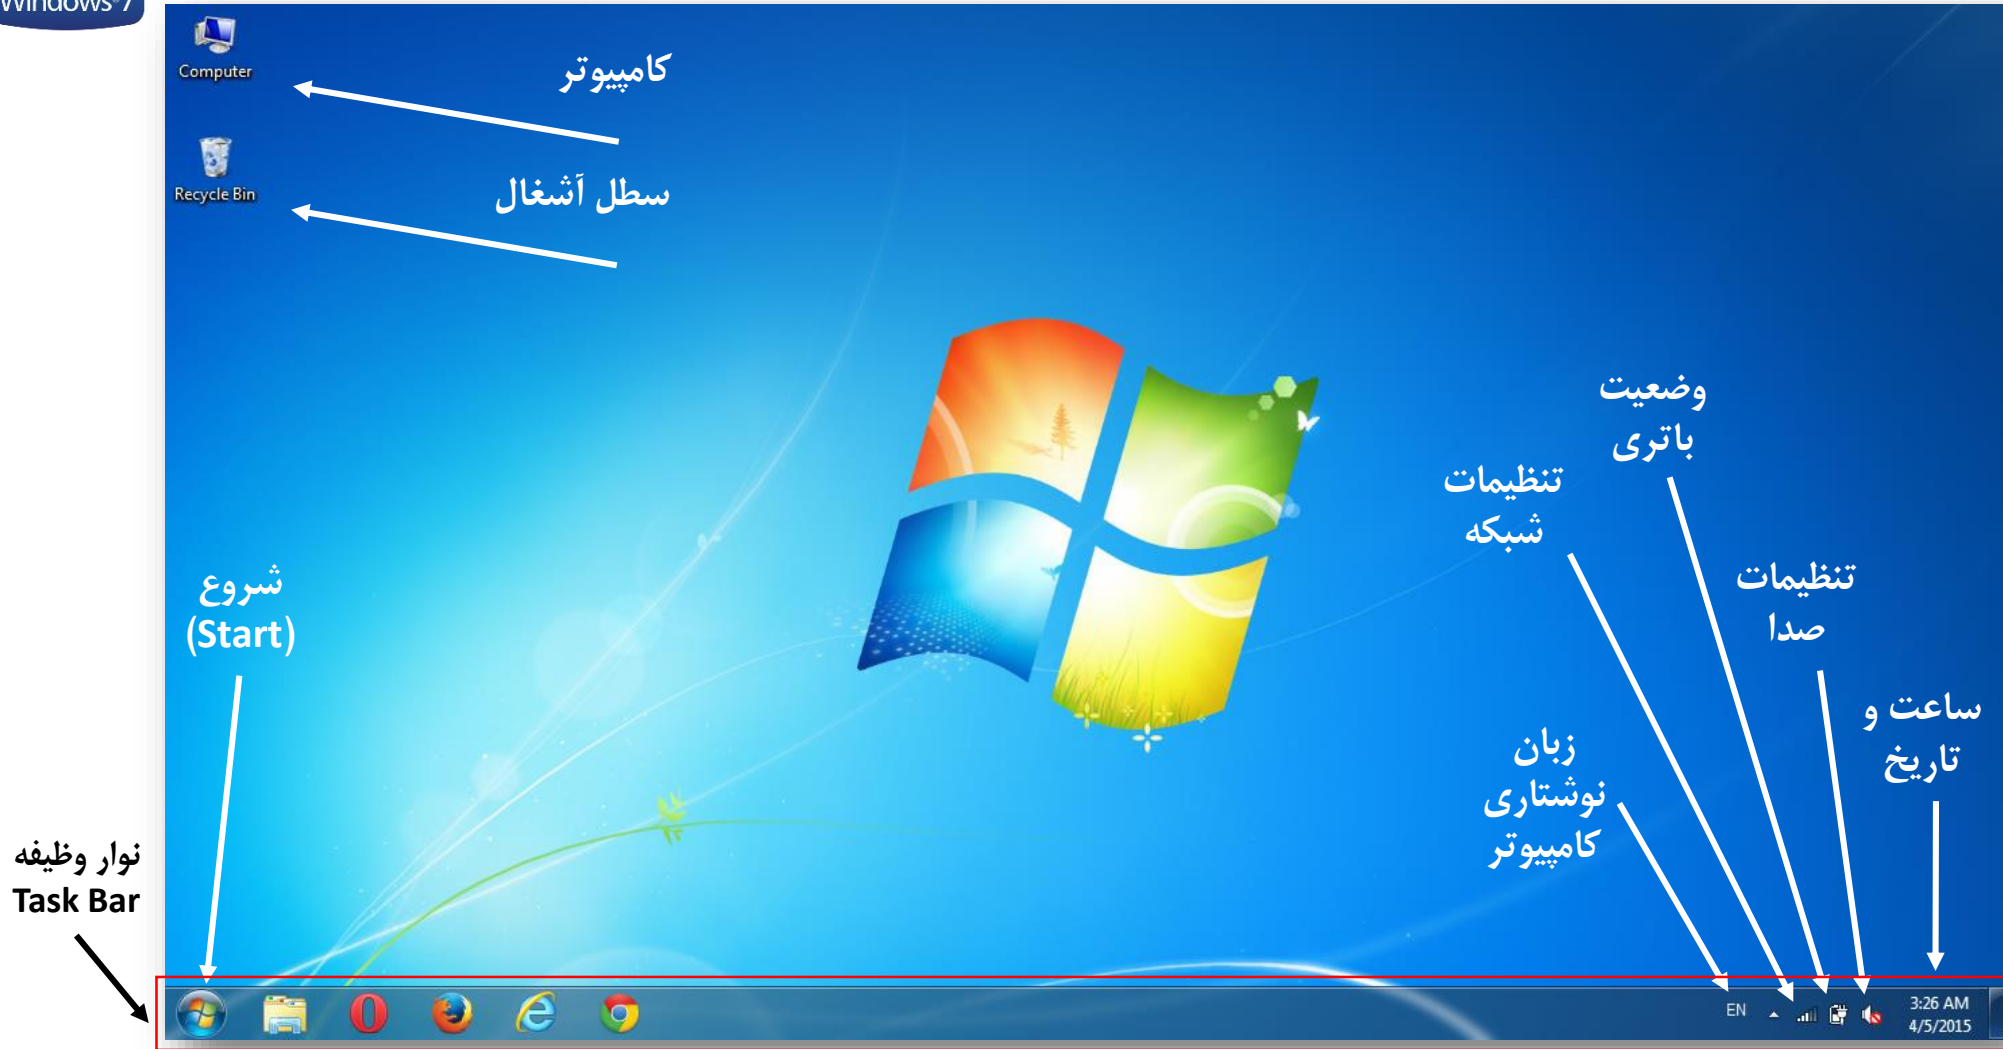 Windows 7
Computer
کامپیوتر
Recycle Bin
سطل آشغال
وضعیت
باتری
تنظیمات
شبکه
تنظیمات
صدا
شروع
(Start)
ساعت و
تاریخ
زبان
نوشتاری
کامپیوتر
نوار وظیفه
Task Bar
EN
3:26 AM
4/5/2015